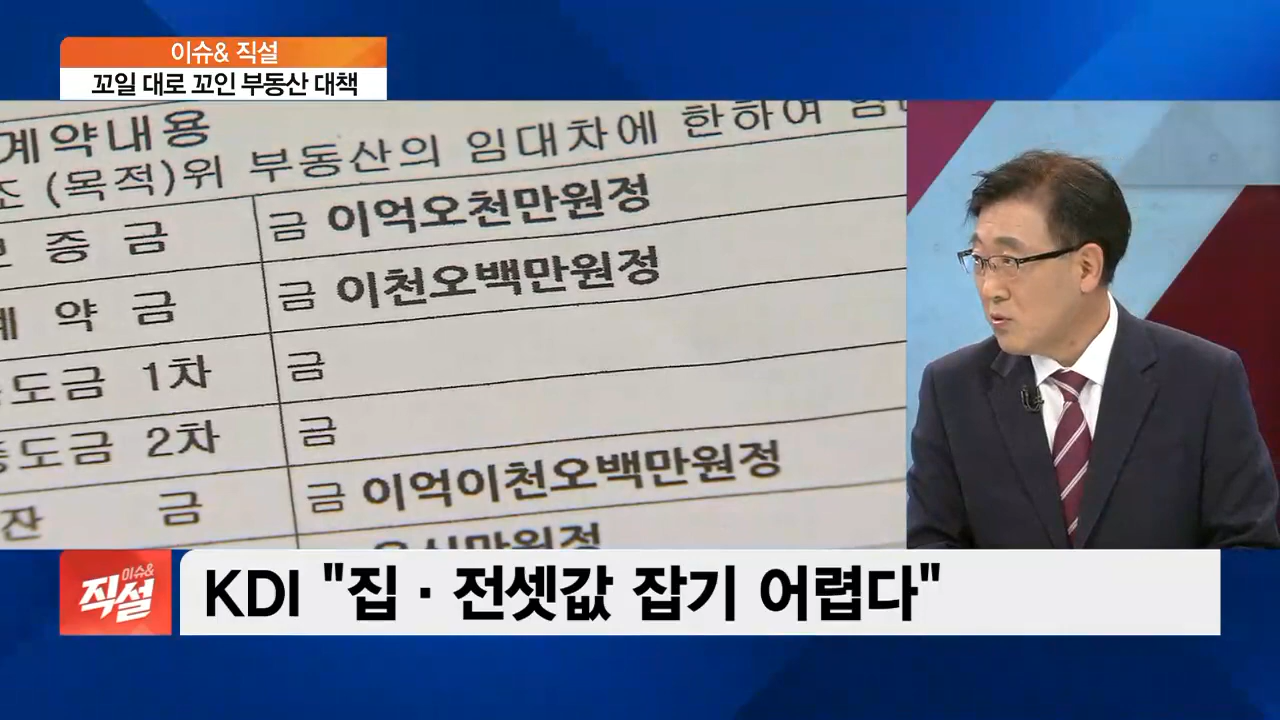 이슈& 직설
꼬일 대로 꼬인 부동산 대책
계약내용
조 (목적)위 부동산의 임대차에 한하여
증 금 금 이억오천만원정
약 금 금 이천오백만원정
도금 1차 금
중도금 2차 금
잔 금 금 이억이천오백만원정
이슈&
직설
KDI "집 · 전셋값 잡기 어렵다"